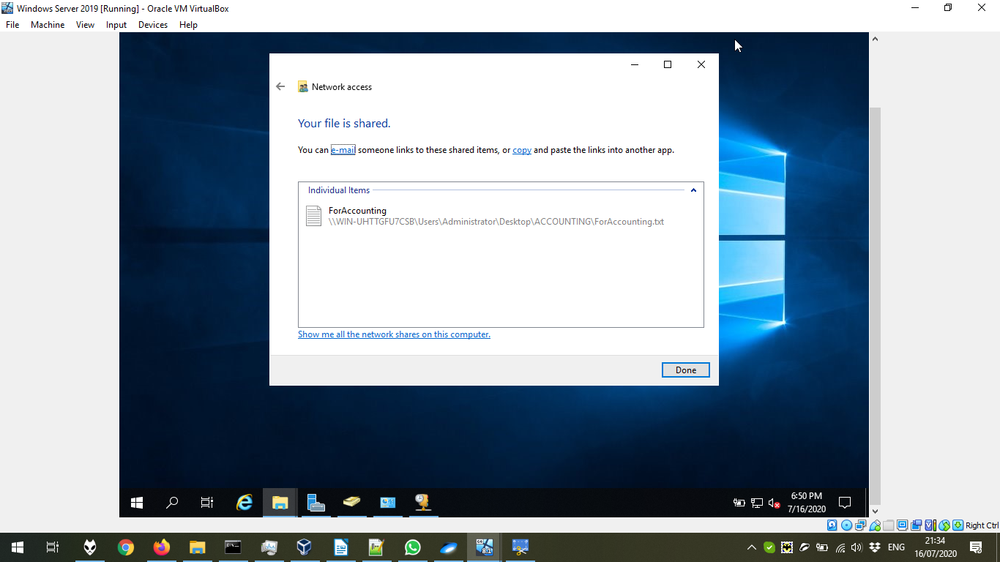 Windows Server 2019 [Running] - Oracle VM VirtualBox
File Machine View Input Devices Help
Network access
Your file is shared.
You can e-mail someone links to these shared items, or copy and paste the links into another app.
Individual Items
ForAccounting
\\WIN-UHTTGFU7CSB\Users\Administrator\Desktop\ACCOUNTING\ForAccounting.txt
Show me all the network shares on this computer.
Done
6:50 PM
7/16/2020
Right Ctrl
ENG
21:34
16/07/2020